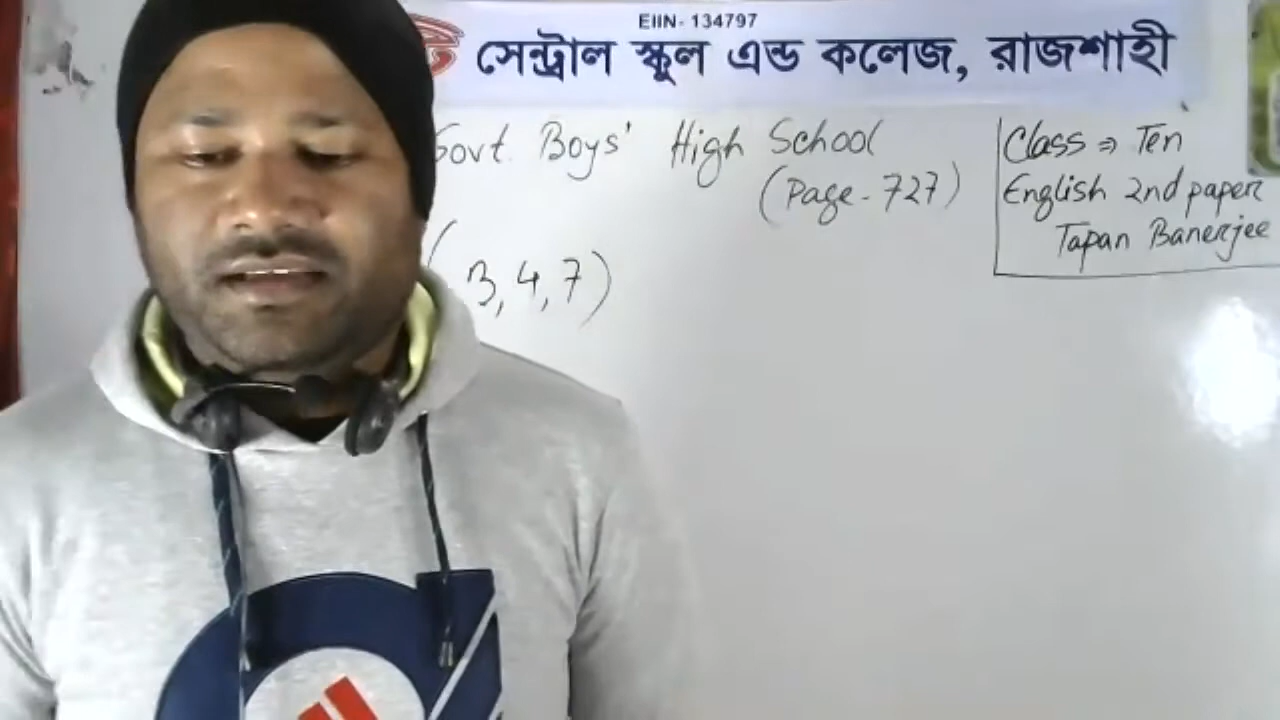 EIIN- 134797
সেন্ট্রাল স্কুল এন্ড কলেজ, রাজশাহী
Govt. Boys' High School
(Page - 727)
3, 4, 7)
Class ⇒ Ten
English 2nd paper
Tapan Banerjee